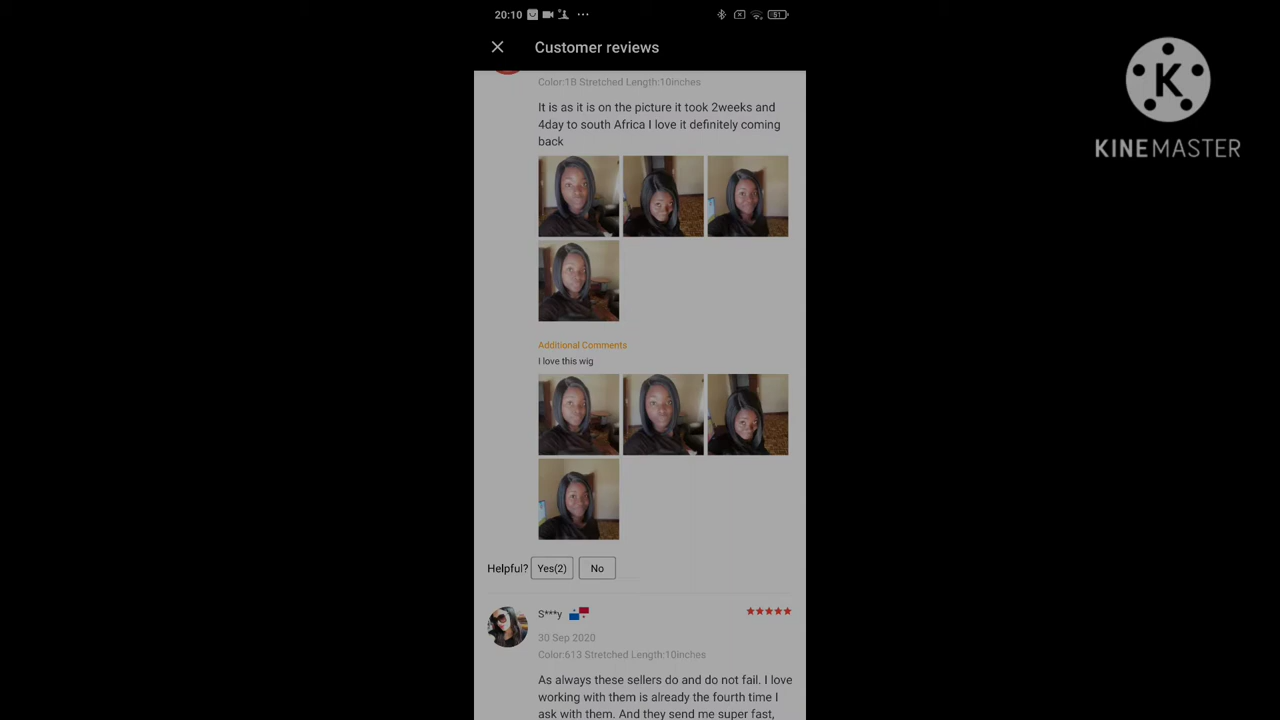 20:10
51
Customer reviews
K
KINEMASTER
Color:1B Stretched Length:10inches
It is as it is on the picture it took 2weeks and
4day to south Africa I love it definitely coming
back
Additional Comments
I love this wig
Helpful? Yes(2) No
S***y
30 Sep 2020
Color:613 Stretched Length:10inches
As always these sellers do and do not fail. I love
working with them is already the fourth time I
ask with them. And they send me super fast,